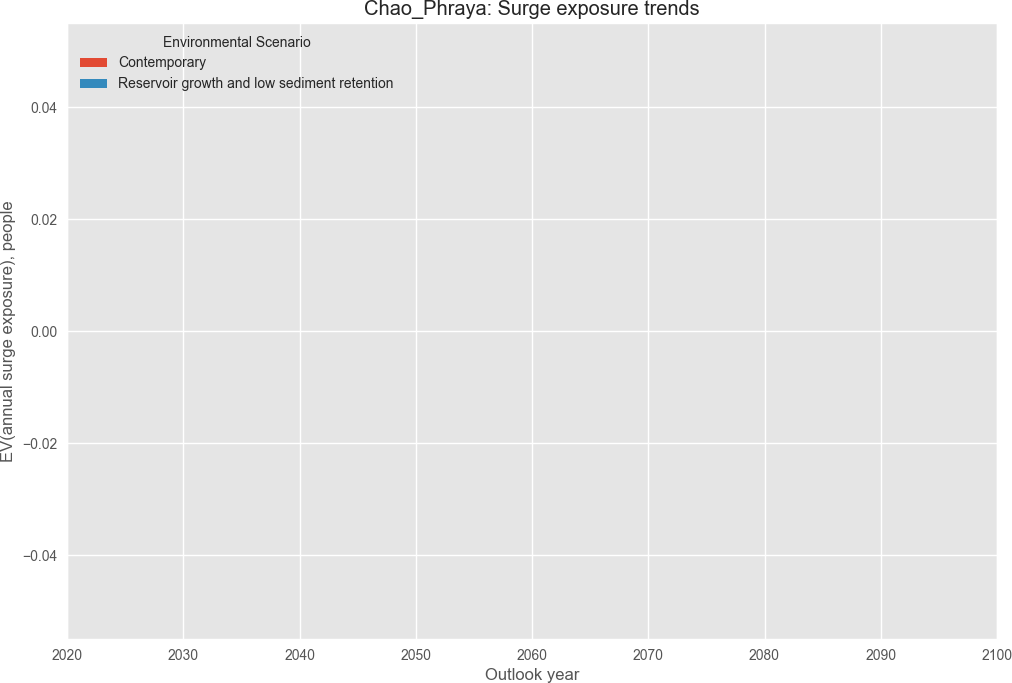 Chao_Phraya: Surge exposure trends
Environmental Scenario
Contemporary
Reservoir growth and low sediment retention
EV(annual surge exposure), people
0.04
0.02
0.00
−0.02
−0.04
2020 2030 2040 2050 2060 2070 2080 2090 2100
Outlook year